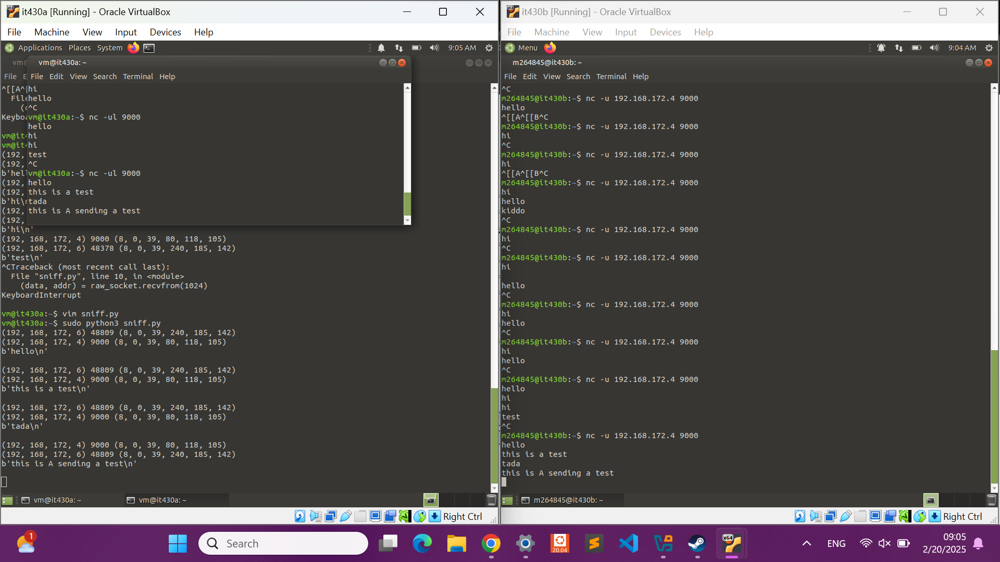 it430a [Running] - Oracle VirtualBox
File Machine View Input Devices Help
Applications Places System 9:05 AM
vm@
vm@it430a: ~
File E
File Edit View Search Terminal Help
^[[A^[
File
(
Keyboa
vm@it4
vm@it4
(192,
(192,
b'hell
(192,
(192,
b'hi\n
(192,
(192,
b'hi\n'
(192, 168, 172, 4) 9000 (8, 0, 39, 80, 118, 105)
(192, 168, 172, 6) 48378 (8, 0, 39, 240, 185, 142)
b'test\n'
^CTraceback (most recent call last):
File "sniff.py", line 10, in <module>
(data, addr) = raw_socket.recvfrom(1024)
KeyboardInterrupt
vm@it430a:~$ vim sniff.py
vm@it430a:~$ sudo python3 sniff.py
(192, 168, 172, 6) 48809 (8, 0, 39, 240, 185, 142)
(192, 168, 172, 4) 9000 (8, 0, 39, 80, 118, 105)
b'hello\n'
(192, 168, 172, 6) 48809 (8, 0, 39, 240, 185, 142)
(192, 168, 172, 4) 9000 (8, 0, 39, 80, 118, 105)
b'this is a test\n'
(192, 168, 172, 6) 48809 (8, 0, 39, 240, 185, 142)
(192, 168, 172, 4) 9000 (8, 0, 39, 80, 118, 105)
b'tada\n'
(192, 168, 172, 4) 9000 (8, 0, 39, 80, 118, 105)
(192, 168, 172, 6) 48809 (8, 0, 39, 240, 185, 142)
b'this is A sending a test\n'
hi
hello
^C
vm@it430a:~$ nc -ul 9000
hello
hi
hi
test
^C
vm@it430a:~$ nc -ul 9000
hello
this is a test
tada
this is A sending a test
vm@it430a: ~
vm@it430a: ~
Right Ctrl
it430b [Running] - Oracle VirtualBox
File Machine View Input Devices Help
Menu 9:04 AM
m264845@it430b: ~
File Edit View Search Terminal Help
^C
m264845@it430b:~$ nc -u 192.168.172.4 9000
hello
^[[A^[[B^C
m264845@it430b:~$ nc -u 192.168.172.4 9000
hi
^C
m264845@it430b:~$ nc -u 192.168.172.4 9000
hi
^[[A^[[B^C
m264845@it430b:~$ nc -u 192.168.172.4 9000
hi
hello
kiddo
^C
m264845@it430b:~$ nc -u 192.168.172.4 9000
hi
^C
m264845@it430b:~$ nc -u 192.168.172.4 9000
hi
hello
^C
m264845@it430b:~$ nc -u 192.168.172.4 9000
hi
hello
^C
m264845@it430b:~$ nc -u 192.168.172.4 9000
hi
hello
^C
m264845@it430b:~$ nc -u 192.168.172.4 9000
hello
hi
hi
test
^C
m264845@it430b:~$ nc -u 192.168.172.4 9000
hello
this is a test
tada
this is A sending a test
m264845@it430b: ~
Right Ctrl
1
Search
20.04
x64
ENG
09:05
2/20/2025